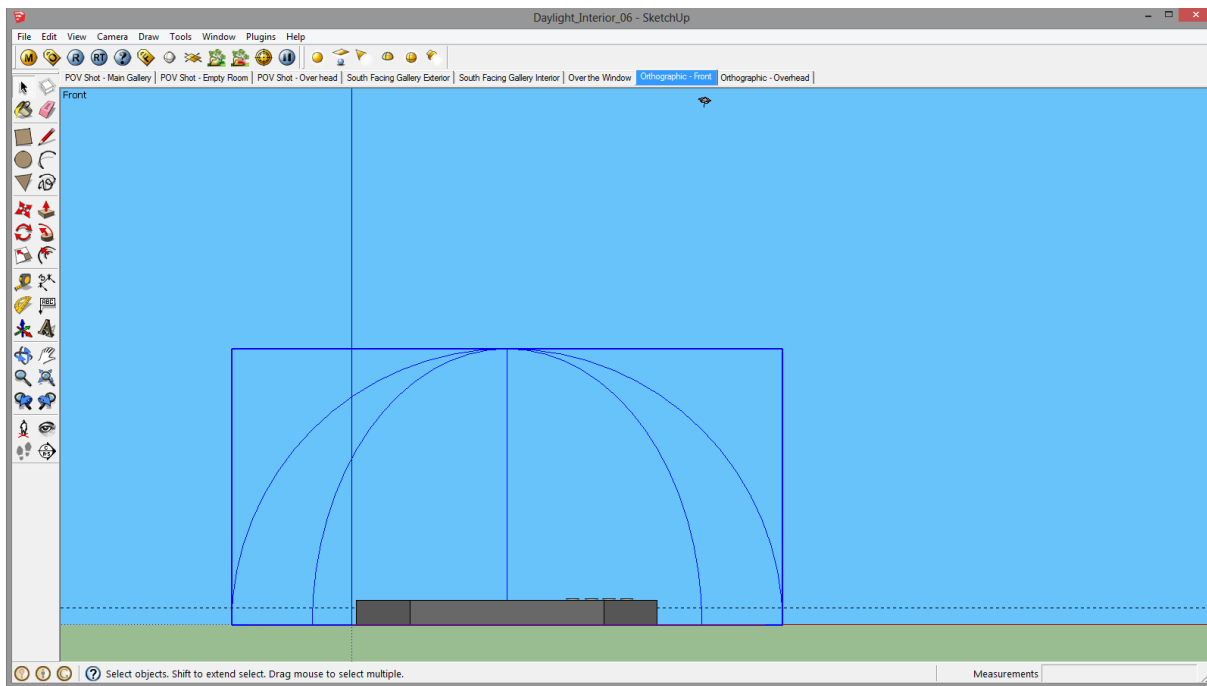 Daylight_Interior_06 - SketchUp
File Edit View Camera Draw Tools Window Plugins Help
M R RT
POV Shot - Main Gallery POV Shot - Empty Room POV Shot - Over head South Facing Gallery Exterior South Facing Gallery Interior Over the Window Orthographic - Front Orthographic - Overhead
Front
ABC
Select objects. Shift to extend select. Drag mouse to select multiple.
Measurements